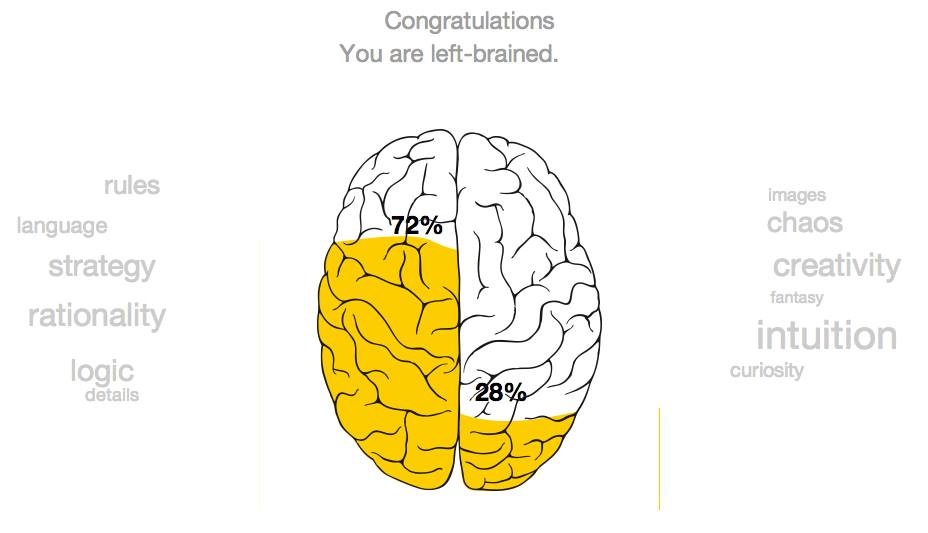 Congratulations
You are left-brained.
rules
language
strategy
rationality
logic
details
72%
28%
images
chaos
creativity
fantasy
intuition
curiosity